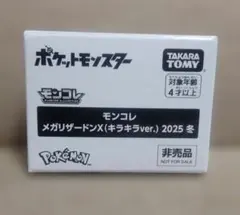 ポケットモンスター
TAKARA TOMY
モンコレ
対象年齢
4才以上
モンコレ
メガリザードンX(キラキラver.) 2025 冬
POKéMON
非売品
NOT FOR SALE